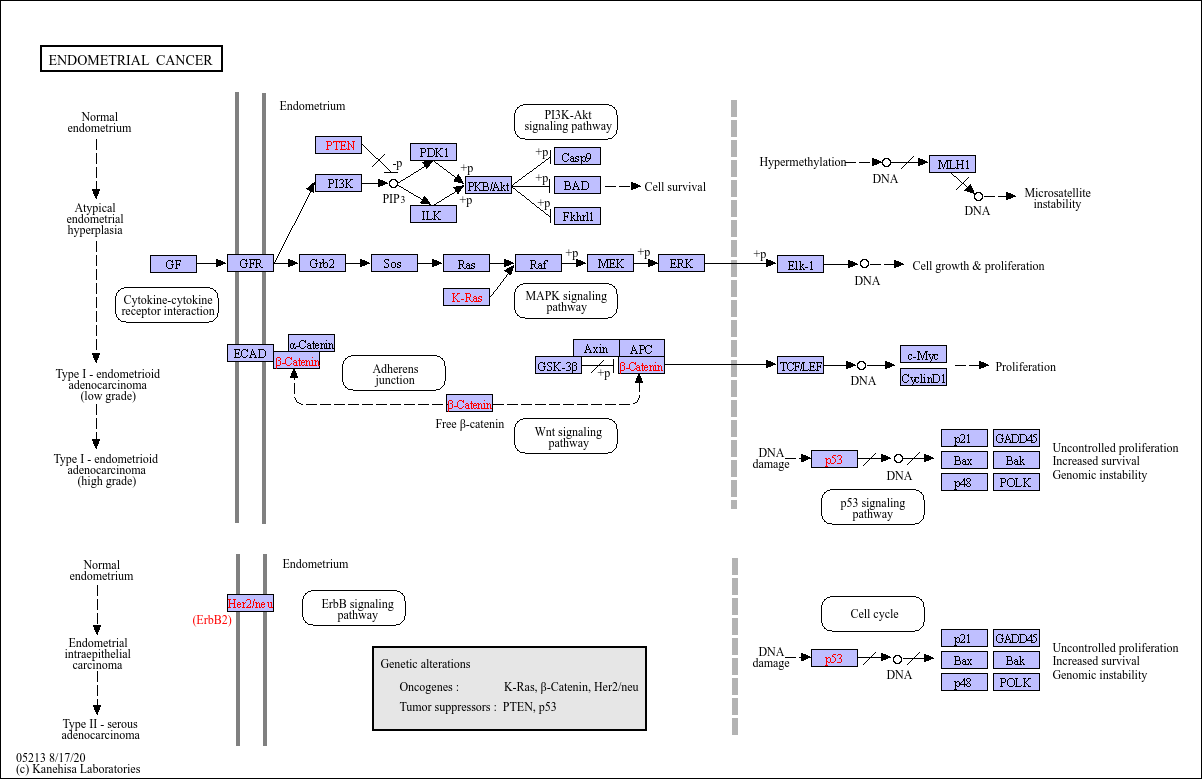 ENDOMETRIAL CANCER
Normal
endometrium
Atypical
endometrial
hyperplasia
Type I - endometrioid
adenocarcinoma
(low grade)
Type I - endometrioid
adenocarcinoma
(high grade)
Endometrium
PI3K-Akt
signaling pathway
PTEN
-p
PDK1
+p
PI3K
PIP3
ILK
+p
PKB/Akt
+p
Casp9
+p
BAD
+p
Fkhrl1
Cell survival
Hypermethylation
DNA
MLH1
DNA
Microsatellite
instability
GF
GFR
Grb2
Sos
Ras
Raf
+p
MEK
+p
ERK
+p
Elk-1
DNA
Cell growth & proliferation
K-Ras
Cytokine-cytokine
receptor interaction
MAPK signaling
pathway
ECAD
α-Catenin
β-Catenin
Adherens
junction
Axin
APC
GSK-3β
+p
β-Catenin
TCF/LEF
DNA
c-Myc
CyclinD1
Proliferation
β-Catenin
Free β-catenin
Wnt signaling
pathway
DNA
damage
p53
DNA
p21
GADD45
Bax
Bak
p48
POLK
Uncontrolled proliferation
Increased survival
Genomic instability
p53 signaling
pathway
Normal
endometrium
Endometrial
intraepithelial
carcinoma
Type II - serous
adenocarcinoma
Endometrium
Her2/neu
(ErbB2)
ErbB signaling
pathway
Cell cycle
DNA
damage
p53
DNA
p21
GADD45
Bax
Bak
p48
POLK
Uncontrolled proliferation
Increased survival
Genomic instability
Genetic alterations
Oncogenes : K-Ras, β-Catenin, Her2/neu
Tumor suppressors : PTEN, p53
05213 8/17/20
(c) Kanehisa Laboratories